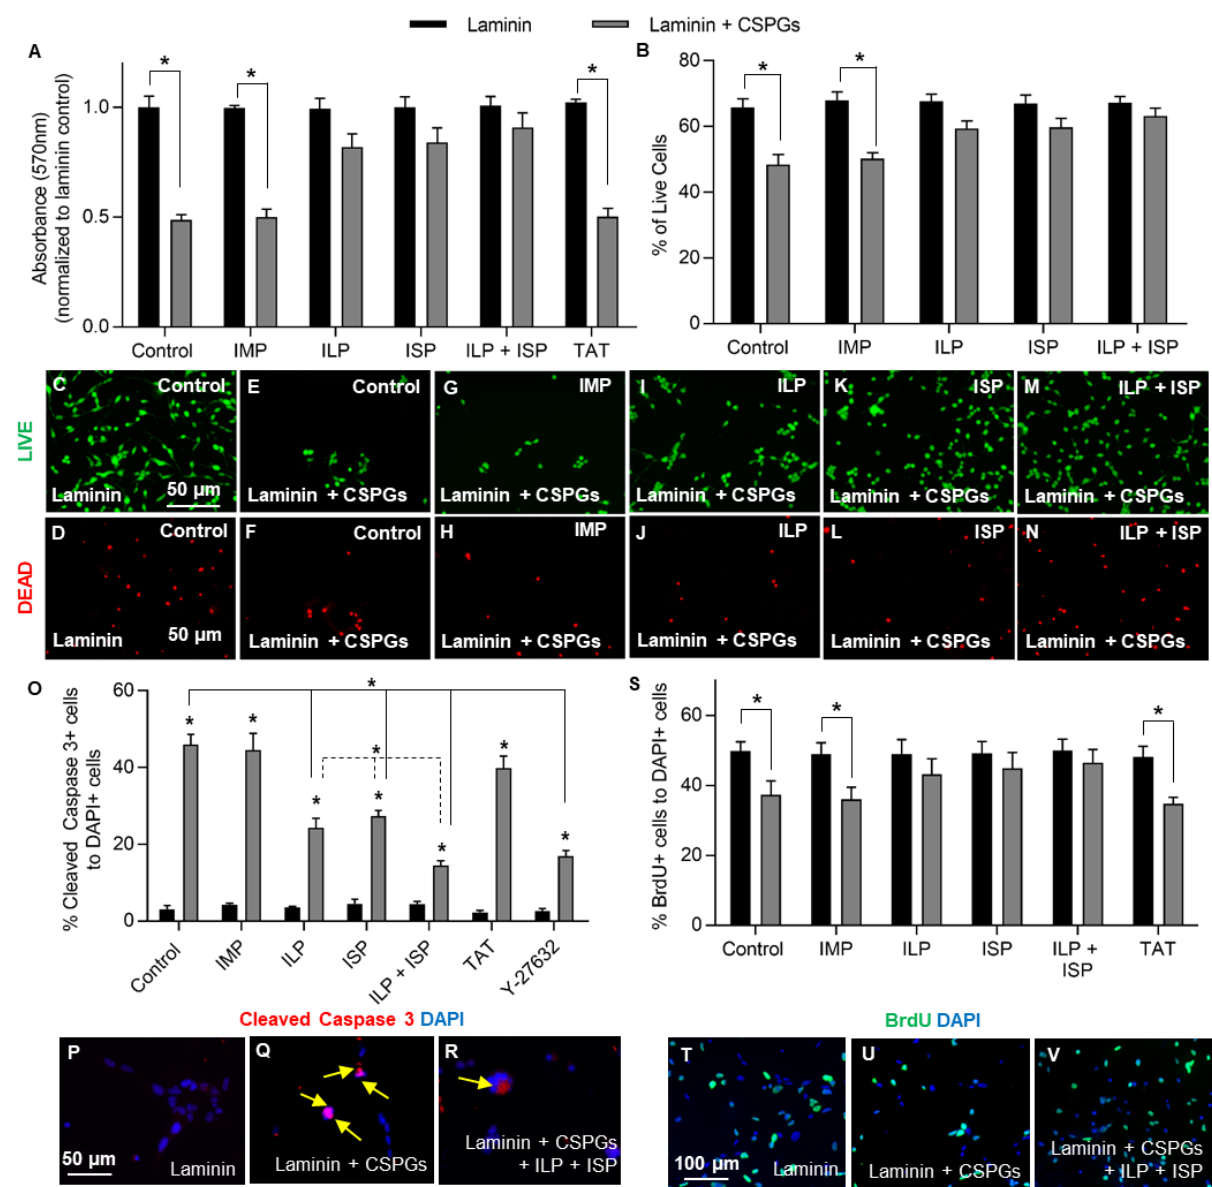 Laminin
Laminin + CSPGs
A
Absorbance (570nm)
(normalized to laminin control)
1.0
0.5
0.0
*
*
*
Control
IMP
ILP
ISP
ILP + ISP
TAT
B
% of Live Cells
80
60
40
20
0
*
*
Control
IMP
ILP
ISP
ILP + ISP
LIVE
C
Control
Laminin
50 µm
E
Control
Laminin + CSPGs
G
IMP
Laminin + CSPGs
I
ILP
Laminin + CSPGs
K
ISP
Laminin + CSPGs
M
ILP + ISP
Laminin + CSPGs
DEAD
D
Control
Laminin
50 µm
F
Control
Laminin + CSPGs
H
IMP
Laminin + CSPGs
J
ILP
Laminin + CSPGs
L
ISP
Laminin + CSPGs
N
ILP + ISP
Laminin + CSPGs
O
% Cleaved Caspase 3+ cells
to DAPI+ cells
60
40
20
0
*
*
*
*
*
*
*
*
*
Control
IMP
ILP
ISP
ILP + ISP
TAT
Y-27632
S
% BrdU+ cells to DAPI+ cells
60
40
20
0
*
*
*
Control
IMP
ILP
ISP
ILP +
ISP
TAT
Cleaved Caspase 3 DAPI
P
50 µm
Laminin
Q
Laminin + CSPGs
R
Laminin + CSPGs
+ ILP + ISP
BrdU DAPI
T
100 µm
Laminin
U
Laminin + CSPGs
V
Laminin + CSPGs
+ ILP + ISP